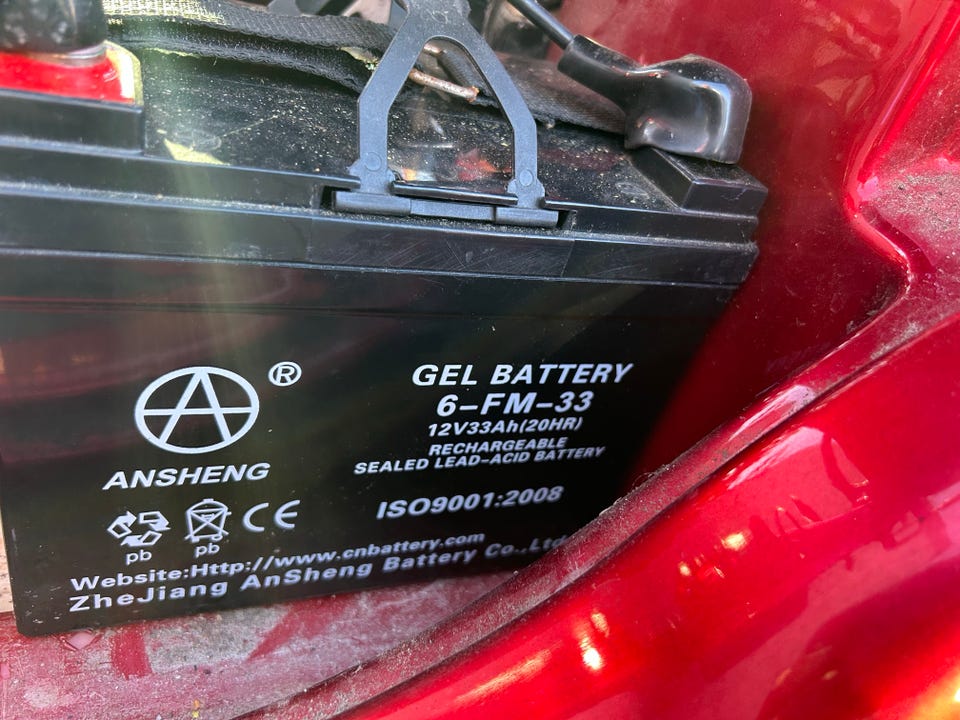 ®
ANSHENG
pb
pb
CE
GEL BATTERY
6-FM-33
12V33Ah(20HR)
RECHARGEABLE
SEALED LEAD-ACID BATTERY
ISO9001:2008
Website:Http://www.cnbattery.com
ZheJiang AnSheng Battery Co.,Ltd